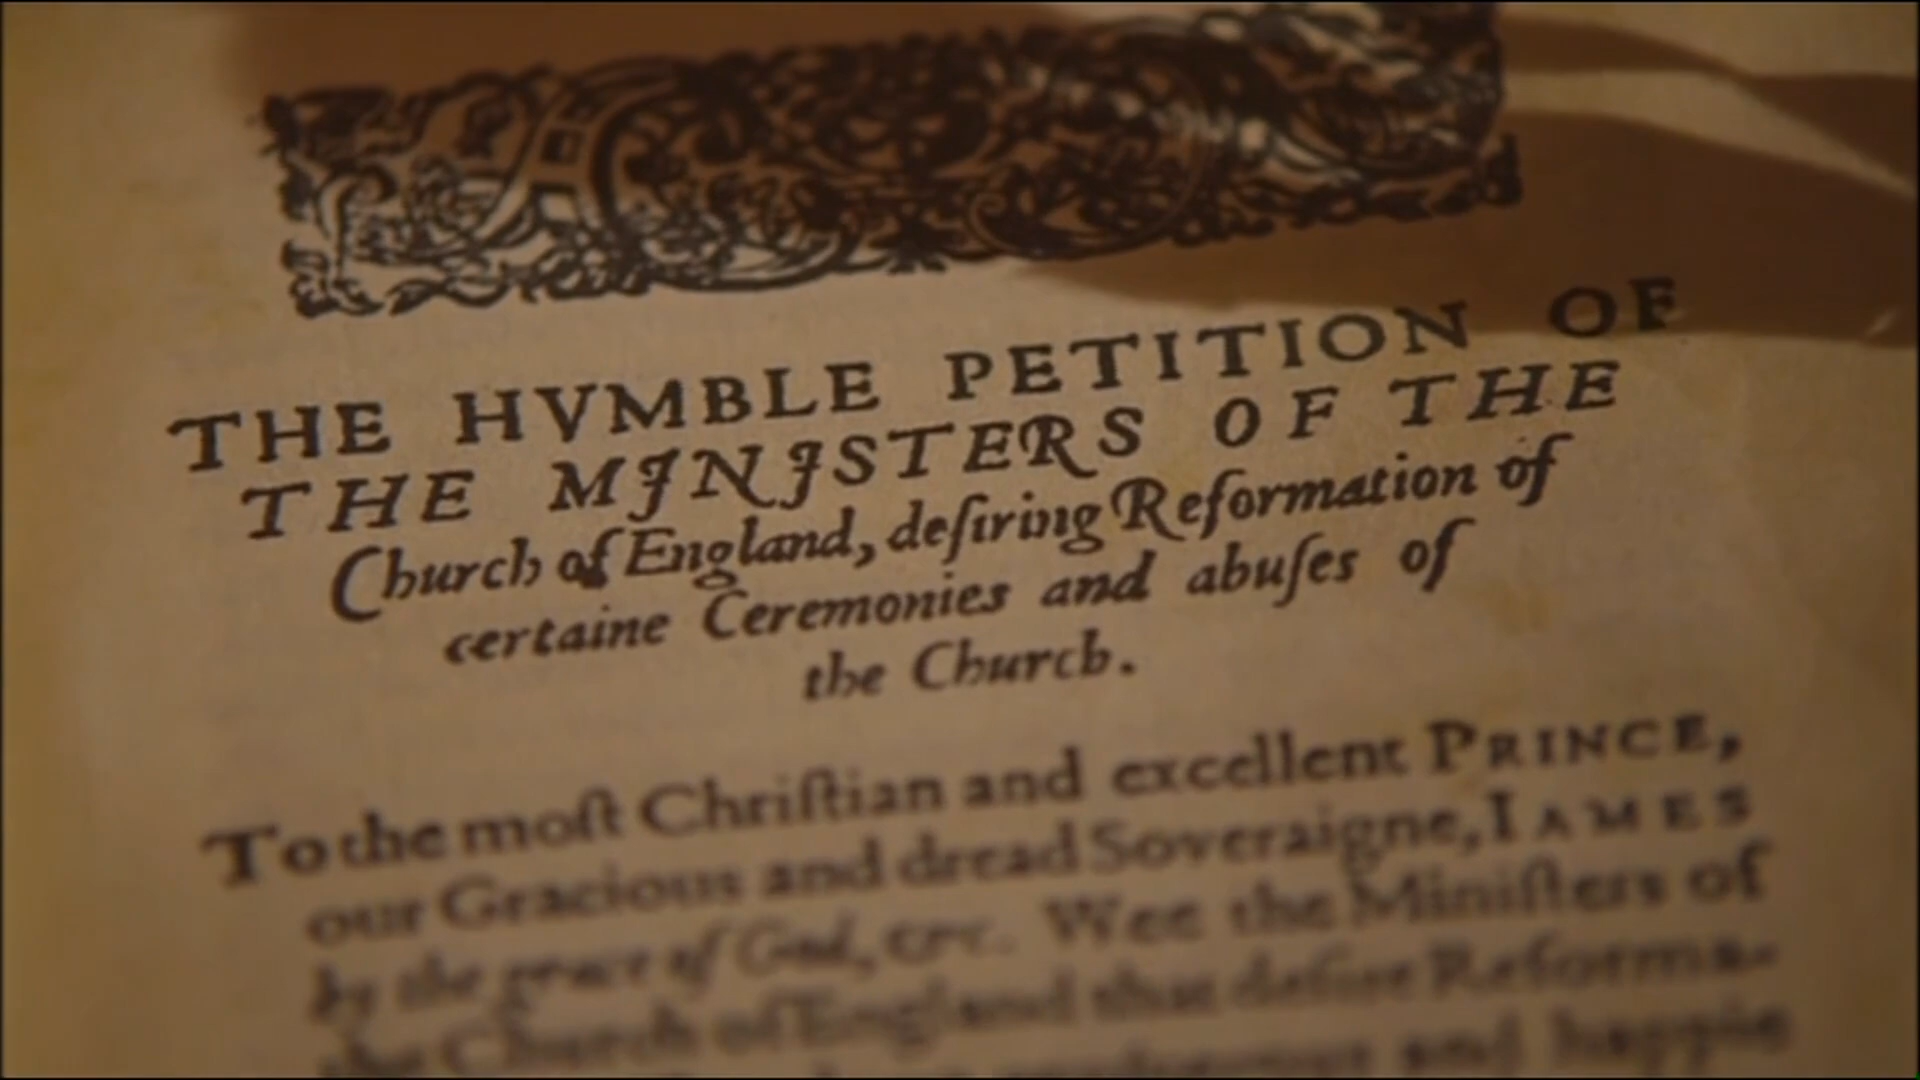 THE HVMBLE PETITION OF
THE MINISTERS OF THE
Church of England, deſiring Reformation of
certaine Ceremonies and abuſes of
the Church.
To the moſt Chriſtian and excellent PRINCE,
our Gracious and dread Soveraigne, IAMES
by the grace of God, &c. Wee the Miniſters of
the Church of England that deſire Reforma-
and happie